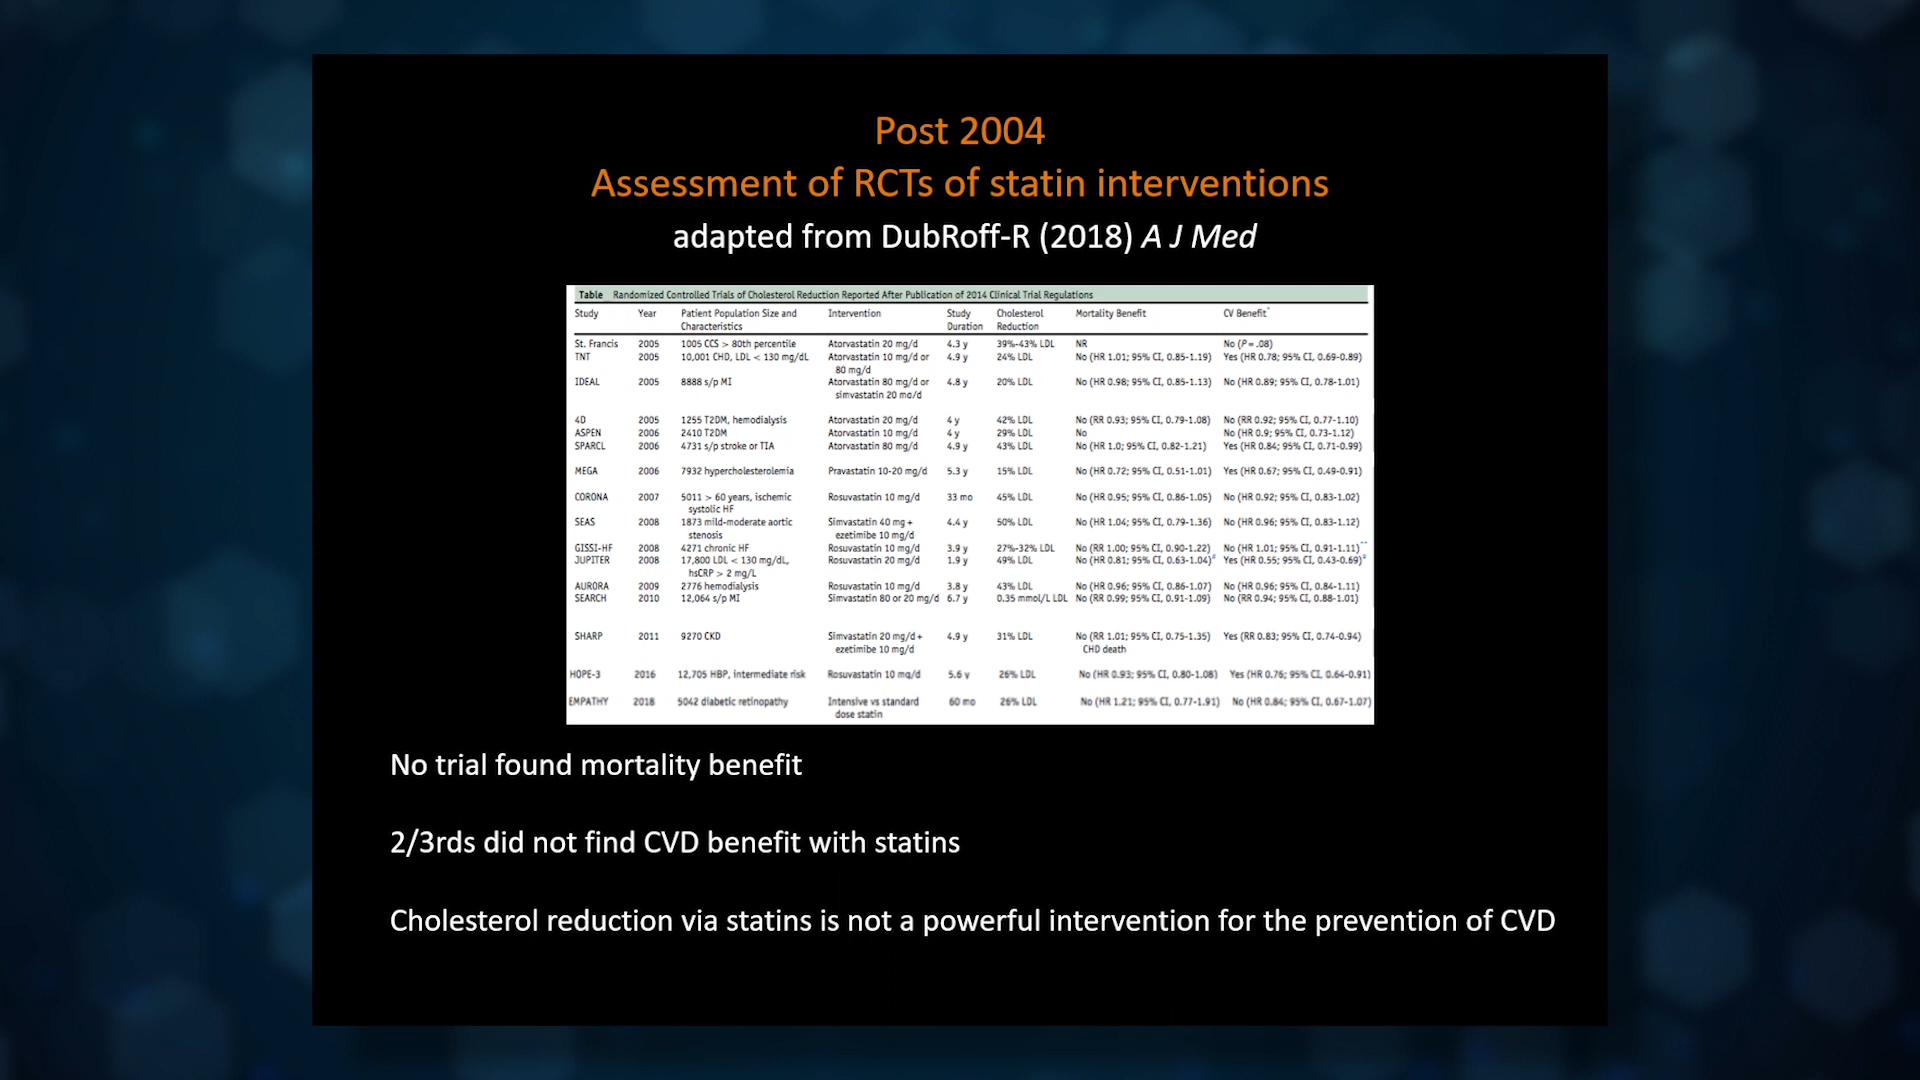 Post 2004
Assessment of RCTs of statin interventions
adapted from DubRoff-R (2018) A J Med
Table Randomized Controlled Trials of Cholesterol Reduction Reported After Publication of 2014 Clinical Trial Regulations
Study Year Patient Population Size and Intervention Study Cholesterol Mortality Benefit CV Benefit*
Characteristics Duration Reduction
St. Francis 2005 1005 CCS > 80th percentile Atorvastatin 20 mg/d 4.3 y 39%-43% LDL NR No (P = .08)
TNT 2005 10,001 CHD, LDL < 130 mg/dL Atorvastatin 10 mg/d or 4.9 y 24% LDL No (HR 1.01; 95% CI, 0.85-1.19) Yes (HR 0.78; 95% CI, 0.69-0.89)
80 mg/d
IDEAL 2005 8888 s/p MI Atorvastatin 80 mg/d or 4.8 y 20% LDL No (HR 0.98; 95% CI, 0.85-1.13) No (HR 0.89; 95% CI, 0.78-1.01)
simvastatin 20 mg/d
4D 2005 1255 T2DM, hemodialysis Atorvastatin 20 mg/d 4 y 42% LDL No (RR 0.93; 95% CI, 0.79-1.08) No (RR 0.92; 95% CI, 0.77-1.10)
ASPEN 2006 2410 T2DM Atorvastatin 10 mg/d 4 y 29% LDL No No (HR 0.9; 95% CI, 0.73-1.12)
SPARCL 2006 4731 s/p stroke or TIA Atorvastatin 80 mg/d 4.9 y 43% LDL No (HR 1.0; 95% CI, 0.82-1.21) Yes (HR 0.84; 95% CI, 0.71-0.99)
MEGA 2006 7932 hypercholesterolemia Pravastatin 10-20 mg/d 5.3 y 15% LDL No (HR 0.72; 95% CI, 0.51-1.01) Yes (HR 0.67; 95% CI, 0.49-0.91)
CORONA 2007 5011 > 60 years, ischemic Rosuvastatin 10 mg/d 33 mo 45% LDL No (HR 0.95; 95% CI, 0.86-1.05) No (HR 0.92; 95% CI, 0.83-1.02)
systolic HF
SEAS 2008 1873 mild-moderate aortic Simvastatin 40 mg + 4.4 y 50% LDL No (HR 1.04; 95% CI, 0.79-1.36) No (HR 0.96; 95% CI, 0.83-1.12)
stenosis ezetimibe 10 mg/d
GISSI-HF 2008 4271 chronic HF Rosuvastatin 10 mg/d 3.9 y 27%-32% LDL No (RR 1.00; 95% CI, 0.90-1.22) No (HR 1.01; 95% CI, 0.91-1.11)**
JUPITER 2008 17,800 LDL < 130 mg/dL, Rosuvastatin 20 mg/d 1.9 y 49% LDL No (HR 0.81; 95% CI, 0.63-1.04)# Yes (HR 0.55; 95% CI, 0.43-0.69)#
hsCRP > 2 mg/L
AURORA 2009 2776 hemodialysis Rosuvastatin 10 mg/d 3.8 y 43% LDL No (HR 0.96; 95% CI, 0.86-1.07) No (HR 0.96; 95% CI, 0.84-1.11)
SEARCH 2010 12,064 s/p MI Simvastatin 80 or 20 mg/d 6.7 y 0.35 mmol/L LDL No (RR 0.99; 95% CI, 0.91-1.09) No (RR 0.94; 95% CI, 0.88-1.01)
SHARP 2011 9270 CKD Simvastatin 20 mg/d + 4.9 y 31% LDL No (RR 1.01; 95% CI, 0.75-1.35) Yes (RR 0.83; 95% CI, 0.74-0.94)
ezetimibe 10 mg/d CHD death
HOPE-3 2016 12,705 HBP, intermediate risk Rosuvastatin 10 mg/d 5.6 y 26% LDL No (HR 0.93; 95% CI, 0.80-1.08) Yes (HR 0.76; 95% CI, 0.64-0.91)
EMPATHY 2018 5042 diabetic retinopathy Intensive vs standard 60 mo 26% LDL No (HR 1.21; 95% CI, 0.77-1.91) No (HR 0.84; 95% CI, 0.67-1.07)
dose statin
No trial found mortality benefit
2/3rds did not find CVD benefit with statins
Cholesterol reduction via statins is not a powerful intervention for the prevention of CVD